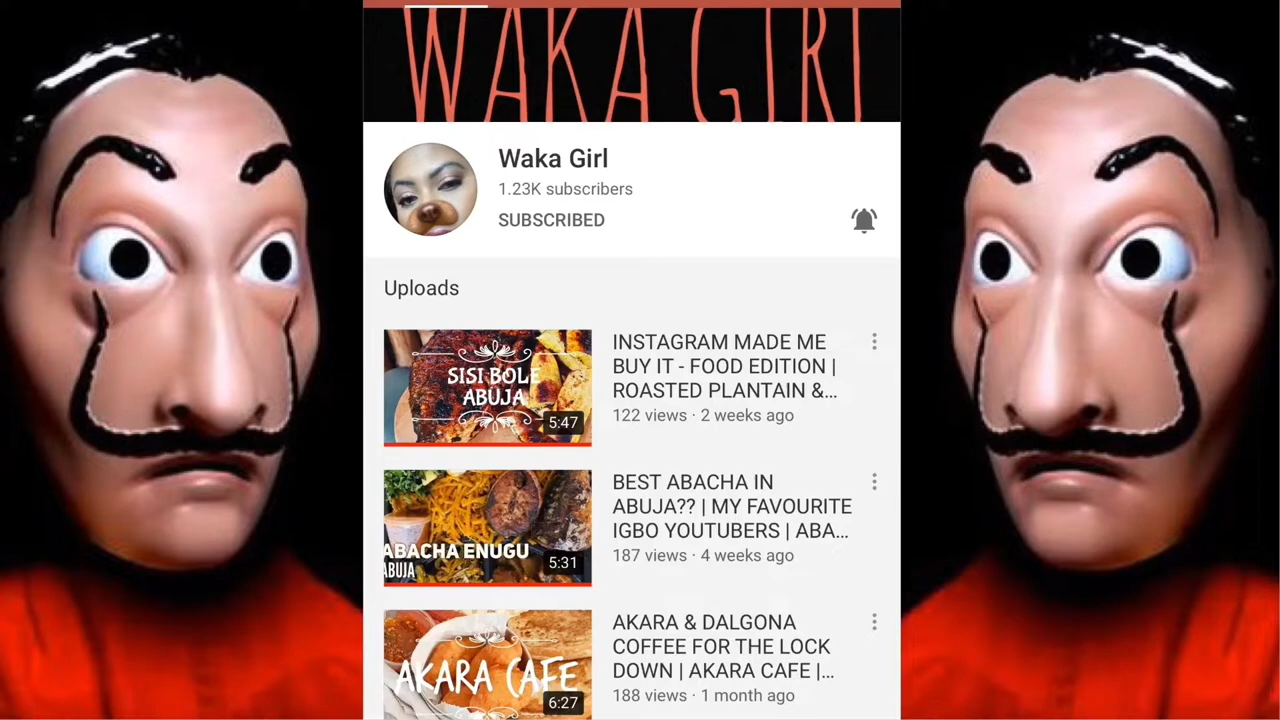 WAKA GIRL
Waka Girl
1.23K subscribers
SUBSCRIBED
Uploads
SISI BOLE
ABUJA
5:47
INSTAGRAM MADE ME
BUY IT - FOOD EDITION |
ROASTED PLANTAIN &...
122 views · 2 weeks ago
ABACHA ENUGU
ABUJA
5:31
BEST ABACHA IN
ABUJA?? | MY FAVOURITE
IGBO YOUTUBERS | ABA...
187 views · 4 weeks ago
AKARA CAFE
6:27
AKARA & DALGONA
COFFEE FOR THE LOCK
DOWN | AKARA CAFE |...
188 views · 1 month ago